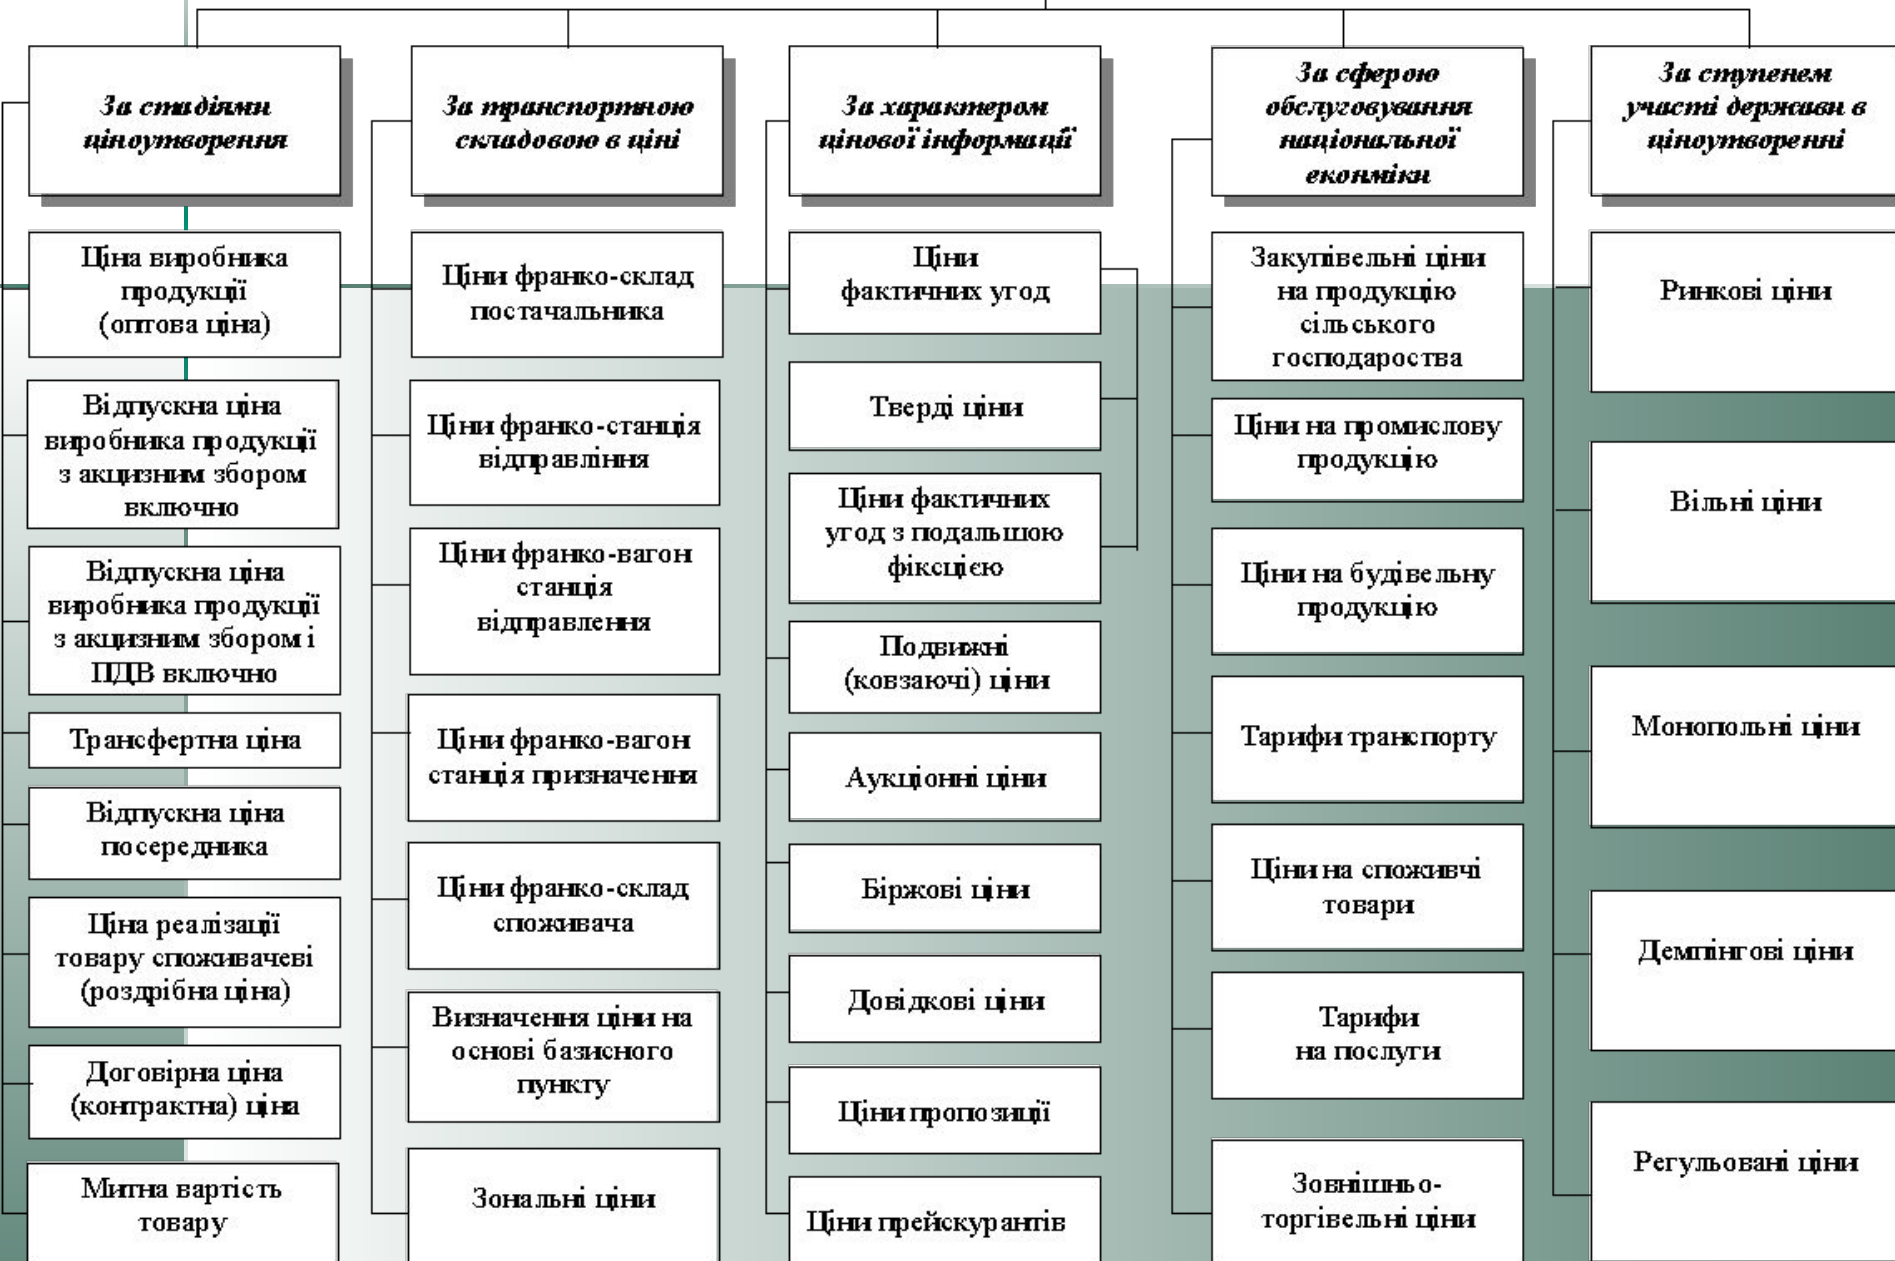 За стадіями
ціноутворення
Ціна виробника
продукції
(оптова ціна)
Відпускна ціна
виробника продукції
з акцизним збором
включно
Відпускна ціна
виробника продукції
з акцизним збором і
ПДВ включно
Трансфертна ціна
Відпускна ціна
посередника
Ціна реалізації
товару споживачеві
(роздрібна ціна)
Договірна ціна
(контрактна) ціна
Митна вартість
товару
За транспортною
складовою в ціні
Ціни франко-склад
постачальника
Ціни франко-станція
відправління
Ціни франко-вагон
станція
відправлення
Ціни франко-вагон
станція призначення
Ціни франко-склад
споживача
Визначення ціни на
основі базисного
пункту
Зональні ціни
За характером
цінової інформації
Ціни
фактичних угод
Тверді ціни
Ціни фактичних
угод з подальшою
фіксцією
Подвижні
(ковзаючі) ціни
Аукціонні ціни
Біржові ціни
Довідкові ціни
Ціни пропозиції
Ціни прейскурантів
За сферою
обслуговування
національної
еконміки
Закупівельні ціни
на продукцію
сільського
господароства
Ціни на промислову
продукцію
Ціни на будівельну
продукцію
Тарифи транспорту
Ціни на споживчі
товари
Тарифи
на послуги
Зовнішньо-
торгівельні ціни
За ступенем
участі держави в
ціноутворенні
Ринкові ціни
Вільні ціни
Монопольні ціни
Демпінгові ціни
Регульовані ціни